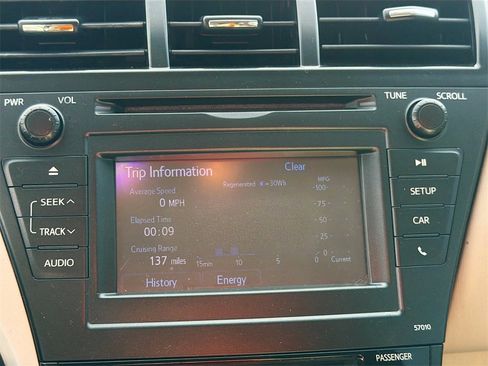 PWR VOL
TUNE SCROLL
Trip Information Clear
Average Speed
0 MPH
Regenerated = 30Wh MPG
Elapsed Time
00:09
Cruising Range
137 miles
-100-
-75-
-50-
-25-
-0-
15min 10 5 0 Current
History Energy
SEEK
TRACK
AUDIO
SETUP
CAR
57010
PASSENGER